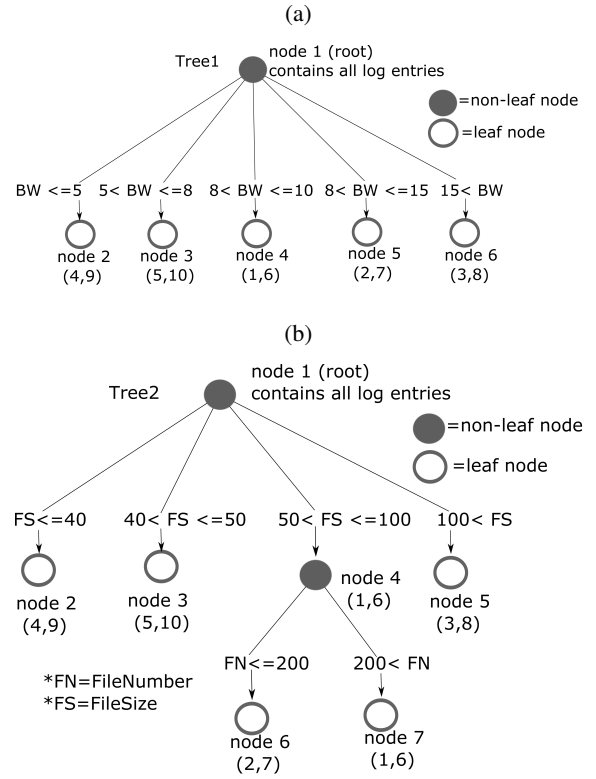 (a)
Tree1
node 1 (root)
contains all log entries
=non-leaf node
=leaf node
BW <=5 5< BW <=8 8< BW <=10 8< BW <=15 15< BW
node 2 node 3 node 4 node 5 node 6
(4,9) (5,10) (1,6) (2,7) (3,8)
(b)
Tree2
node 1 (root)
contains all log entries
=non-leaf node
=leaf node
FS<=40 40< FS <=50 50< FS <=100 100< FS
node 2 node 3 node 4 node 5
(4,9) (5,10) (1,6) (3,8)
FN<=200 200< FN
*FN=FileNumber
*FS=FileSize
node 6 node 7
(2,7) (1,6)